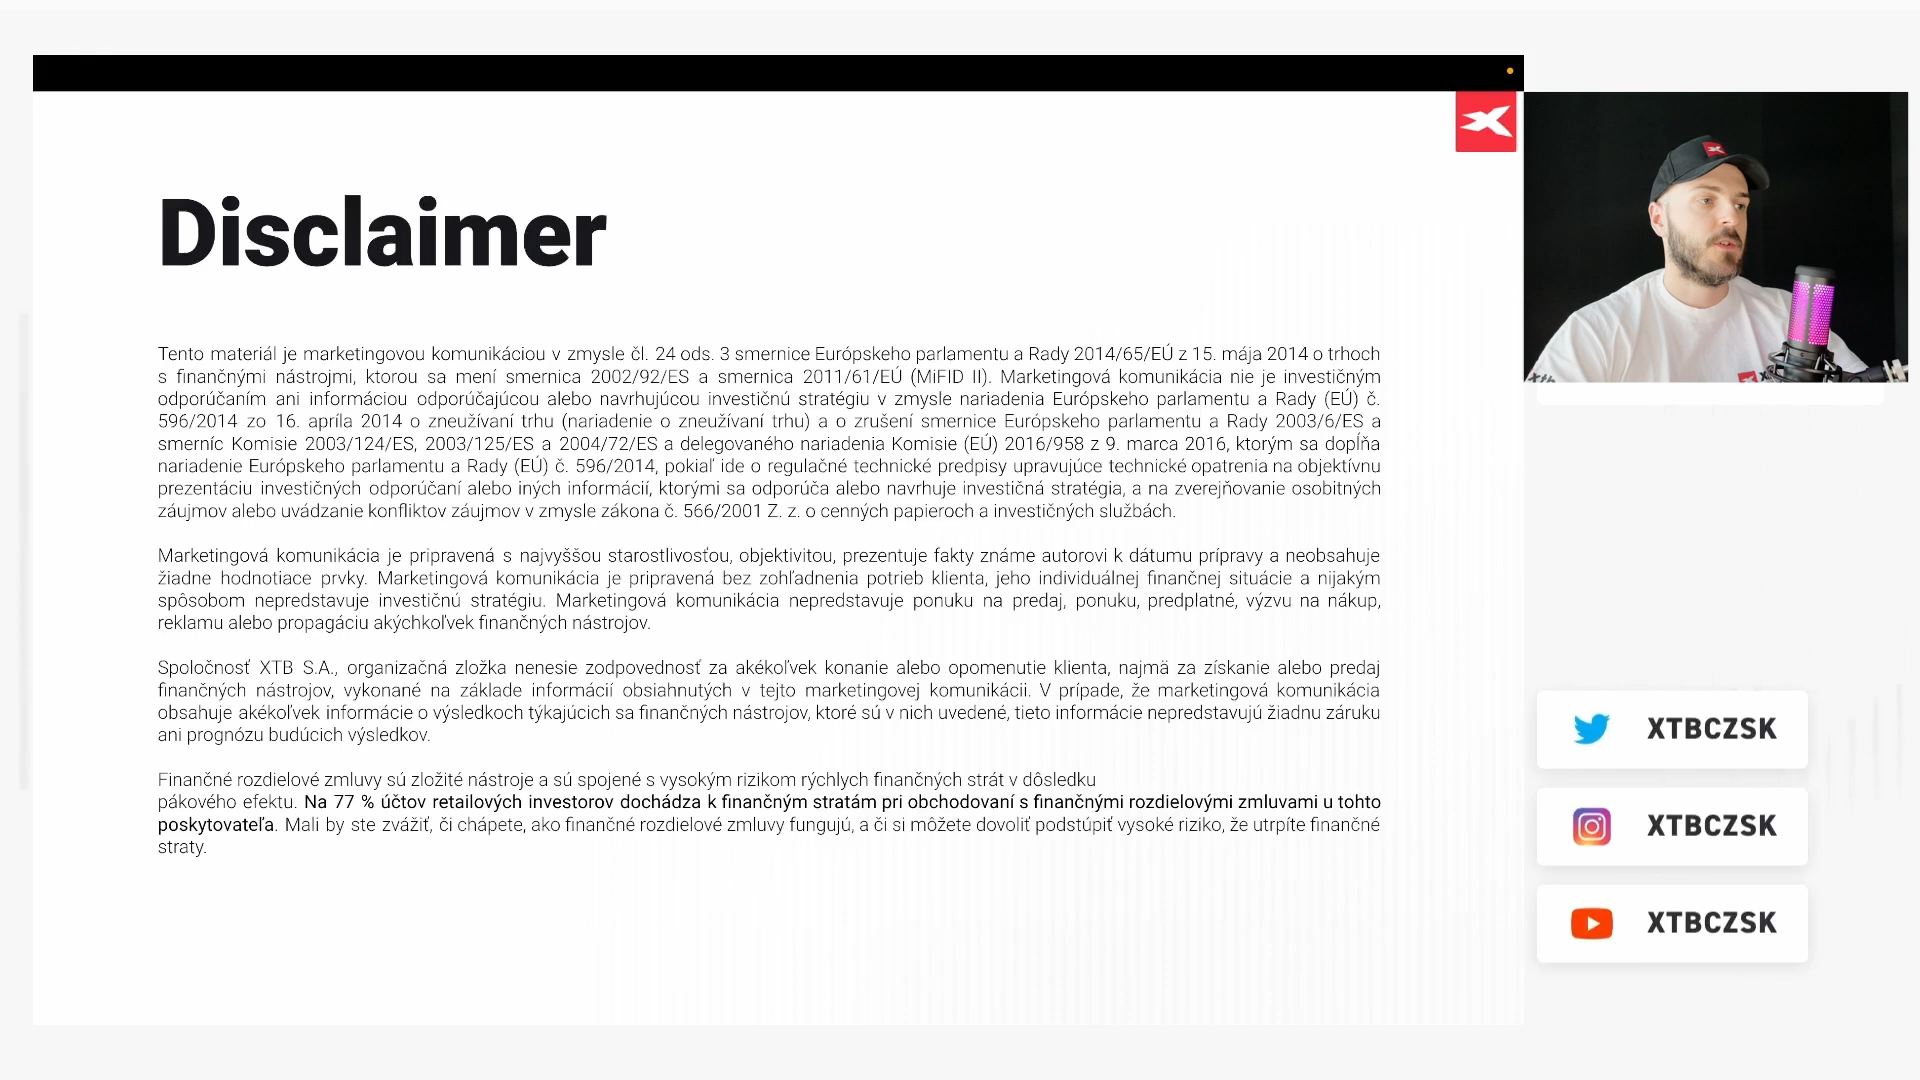 Disclaimer
Tento materiál je marketingovou komunikáciou v zmysle čl. 24 ods. 3 smernice Európskeho parlamentu a Rady 2014/65/EÚ z 15. mája 2014 o trhoch
s finančnými nástrojmi, ktorou sa mení smernica 2002/92/ES a smernica 2011/61/EÚ (MiFID II). Marketingová komunikácia nie je investičným
odporúčaním ani informáciou odporúčajúcou alebo navrhujúcou investičnú stratégiu v zmysle nariadenia Európskeho parlamentu a Rady (EÚ) č.
596/2014 zo 16. apríla 2014 o zneužívaní trhu (nariadenie o zneužívaní trhu) a o zrušení smernice Európskeho parlamentu a Rady 2003/6/ES a
smerníc Komisie 2003/124/ES, 2003/125/ES a 2004/72/ES a delegovaného nariadenia Komisie (EÚ) 2016/958 z 9. marca 2016, ktorým sa dopĺňa
nariadenie Európskeho parlamentu a Rady (EÚ) č. 596/2014, pokiaľ ide o regulačné technické predpisy upravujúce technické opatrenia na objektívnu
prezentáciu investičných odporúčaní alebo iných informácií, ktorými sa odporúča alebo navrhuje investičná stratégia, a na zverejňovanie osobitných
záujmov alebo uvádzanie konfliktov záujmov v zmysle zákona č. 566/2001 Z. z. o cenných papieroch a investičných službách.
Marketingová komunikácia je pripravená s najvyššou starostlivosťou, objektivitou, prezentuje fakty známe autorovi k dátumu prípravy a neobsahuje
žiadne hodnotiace prvky. Marketingová komunikácia je pripravená bez zohľadnenia potrieb klienta, jeho individuálnej finančnej situácie a nijakým
spôsobom nepredstavuje investičnú stratégiu. Marketingová komunikácia nepredstavuje ponuku na predaj, ponuku, predplatné, výzvu na nákup,
reklamu alebo propagáciu akýchkoľvek finančných nástrojov.
Spoločnosť XTB S.A., organizačná zložka nenesie zodpovednosť za akékoľvek konanie alebo opomenutie klienta, najmä za získanie alebo predaj
finančných nástrojov, vykonané na základe informácií obsiahnutých v tejto marketingovej komunikácii. V prípade, že marketingová komunikácia
obsahuje akékoľvek informácie o výsledkoch týkajúcich sa finančných nástrojov, ktoré sú v nich uvedené, tieto informácie nepredstavujú žiadnu záruku
ani prognózu budúcich výsledkov.
Finančné rozdielové zmluvy sú zložité nástroje a sú spojené s vysokým rizikom rýchlych finančných strát v dôsledku
pákového efektu. Na 77 % účtov retailových investorov dochádza k finančným stratám pri obchodovaní s finančnými rozdielovými zmluvami u tohto
poskytovateľa. Mali by ste zvážiť, či chápete, ako finančné rozdielové zmluvy fungujú, a či si môžete dovoliť podstúpiť vysoké riziko, že utrpíte finančné
straty.
XTBCZSK
XTBCZSK
XTBCZSK